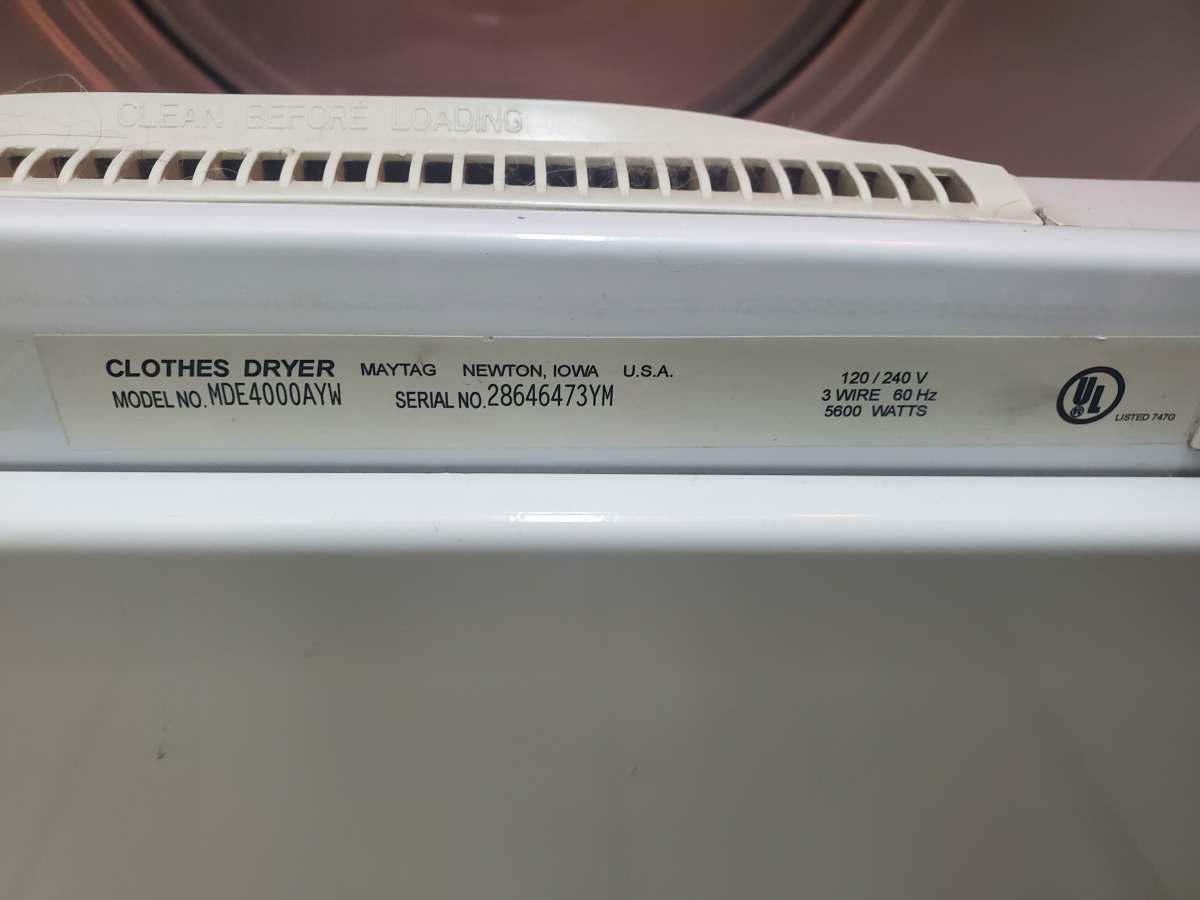 CLEAN BEFORE LOADING
CLOTHES DRYER MAYTAG NEWTON, IOWA U.S.A.
MODEL NO. MDE4000AYW SERIAL NO. 28646473YM
120 / 240 V
3 WIRE 60 Hz
5600 WATTS
UL ®
LISTED 747G